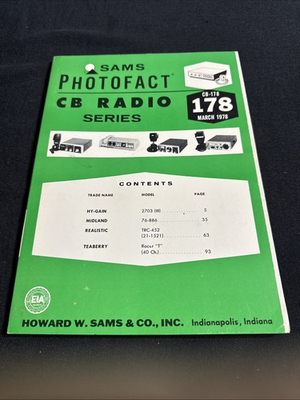 SAMS
PHOTOFACT
CB RADIO
SERIES
CB-178
178
MARCH 1978
CONTENTS
TRADE NAME MODEL PAGE
HY-GAIN 2703 (III) 5
MIDLAND 76-886 35
REALISTIC TRC-452
(21-1521) 63
TEABERRY Racer "T"
(40 Ch.) 93
EIA
HOWARD W. SAMS & CO., INC. Indianapolis, Indiana